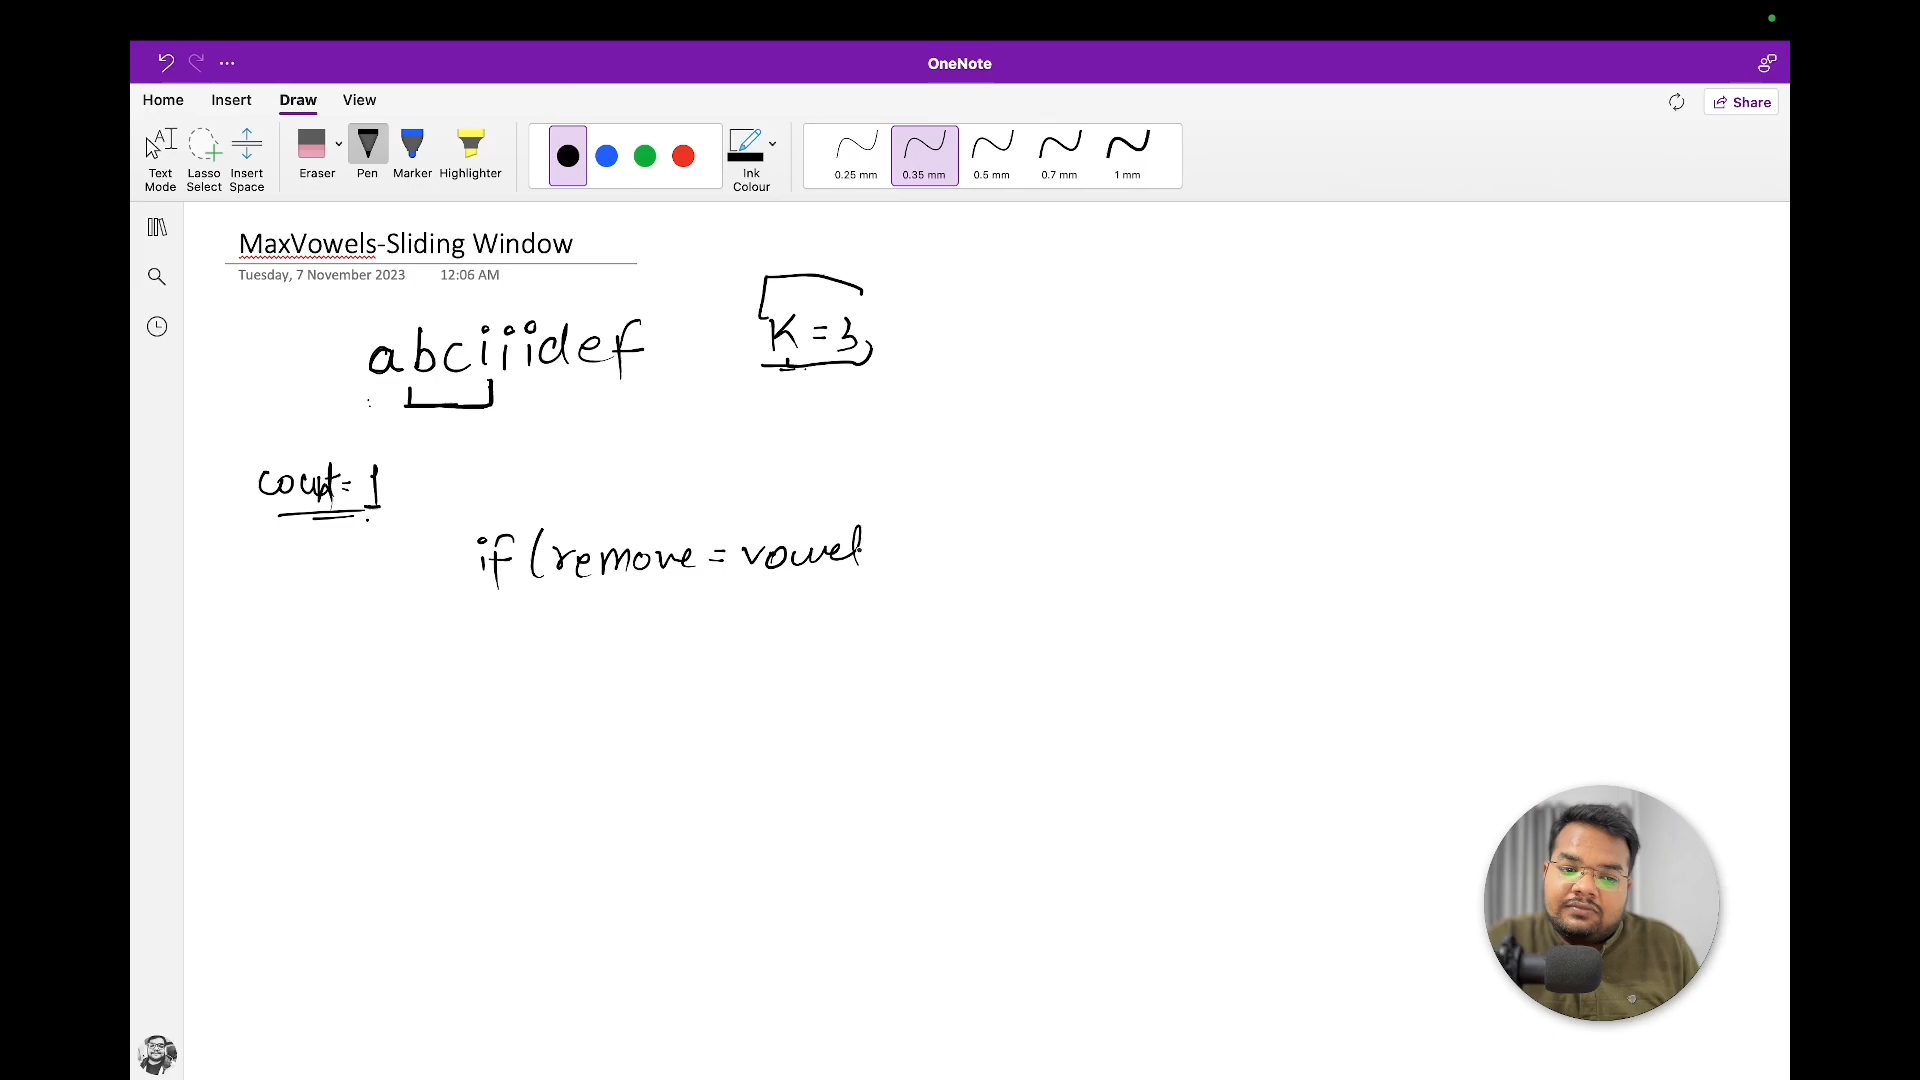 OneNote
Home Insert Draw View
Share
Text Mode
Lasso Select
Insert Space
Eraser
Pen
Marker
Highlighter
Ink Colour
0.25 mm
0.35 mm
0.5 mm
0.7 mm
1 mm
MaxVowels-Sliding Window
Tuesday, 7 November 2023 12:06 AM
abciiidef K = 3,
count = 1
if (remove = vowel